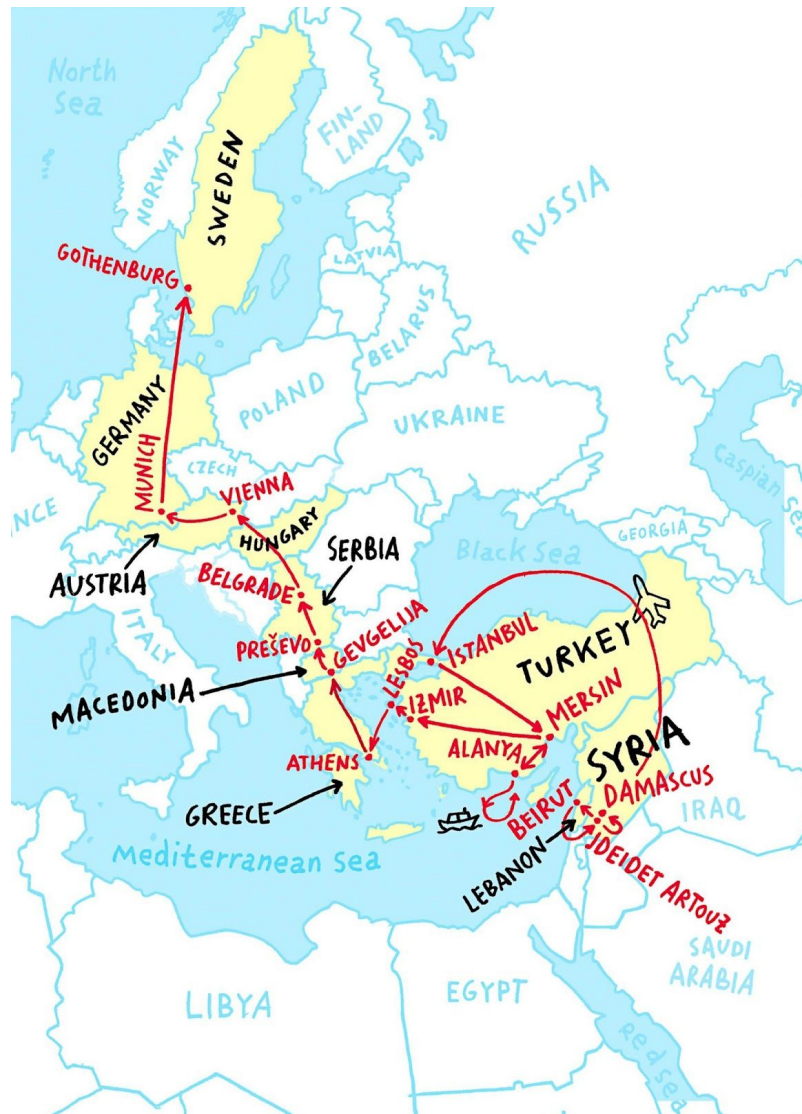 North
Sea
NORWAY
SWEDEN
FIN-
LAND
RUSSIA
GOTHENBURG
LATVIA
BELARUS
GERMANY
POLAND
UKRAINE
MUNICH
CZECH
VIENNA
NCE
HUNGARY
SERBIA
Caspian sea
GEORGIA
Black Sea
AUSTRIA
BELGRADE
ITALY
PREŠEVO
GEVGELIJA
LESBOS
ISTANBUL
TURKEY
MACEDONIA
IZMIR
MERSIN
ATHENS
ALANYA
SYRIA
GREECE
BEIRUT
DAMASCUS
IRAQ
Mediterranean Sea
LEBANON
JDEIDET ARTOUZ
SAUDI
ARABIA
LIBYA
EGYPT
Red sea